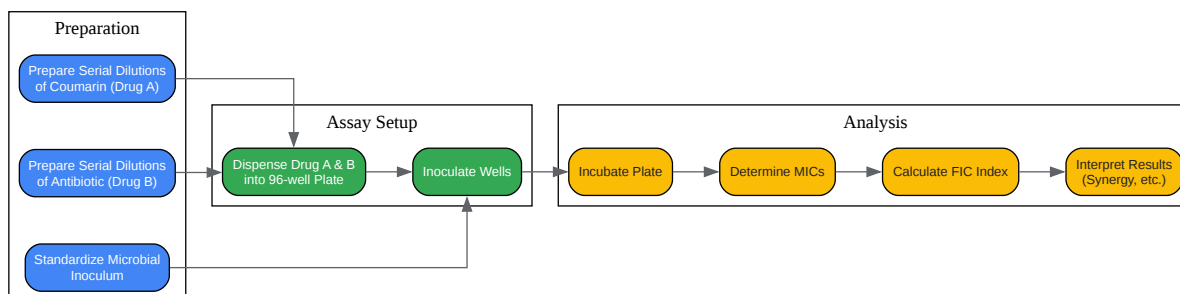 Preparation
Prepare Serial Dilutions
of Coumarin (Drug A)
Prepare Serial Dilutions
of Antibiotic (Drug B)
Standardize Microbial
Inoculum
Assay Setup
Dispense Drug A & B
into 96-well Plate
Inoculate Wells
Analysis
Incubate Plate
Determine MICs
Calculate FIC Index
Interpret Results
(Synergy, etc.)